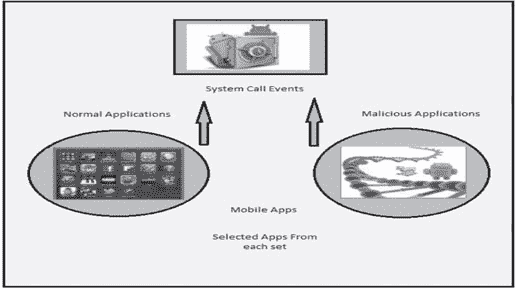 System Call Events
Normal Applications
Malicious Applications
Mobile Apps
Selected Apps From
each set